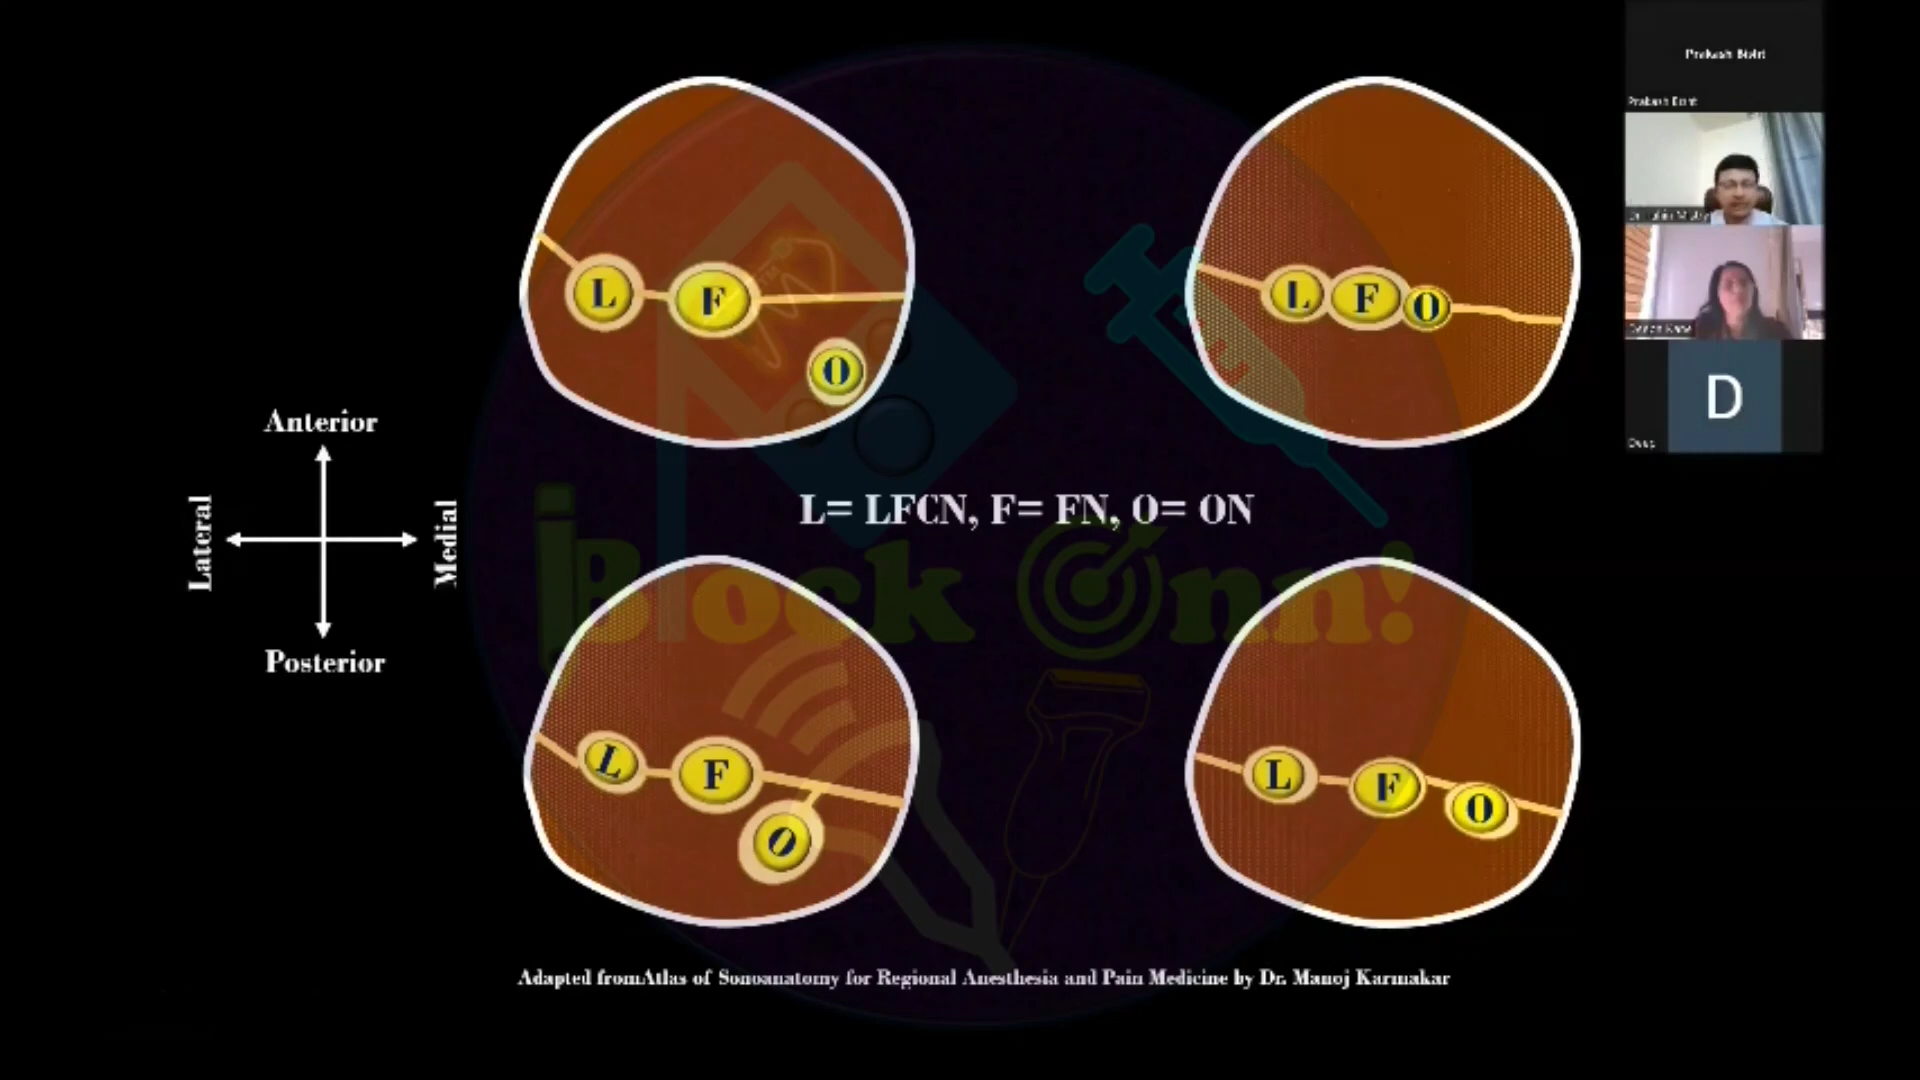 Prakash Bisht
L F O
L F O
Anterior
Lateral
Medial
Posterior
L= LFCN, F= FN, O= ON
Block Onn!
L F O
L F O
D
Adapted fromAtlas of Sonoanatomy for Regional Anesthesia and Pain Medicine by Dr. Manoj Karmakar